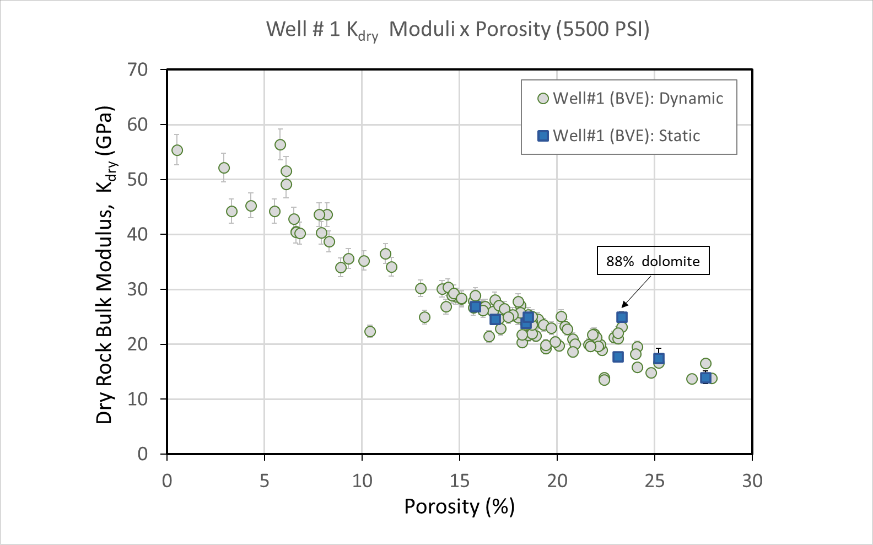 Well # 1 Kdry Moduli x Porosity (5500 PSI)
Well#1 (BVE): Dynamic
Well#1 (BVE): Static
88% dolomite
Dry Rock Bulk Modulus, Kdry (GPa)
70
60
50
40
30
20
10
0
0 5 10 15 20 25 30
Porosity (%)